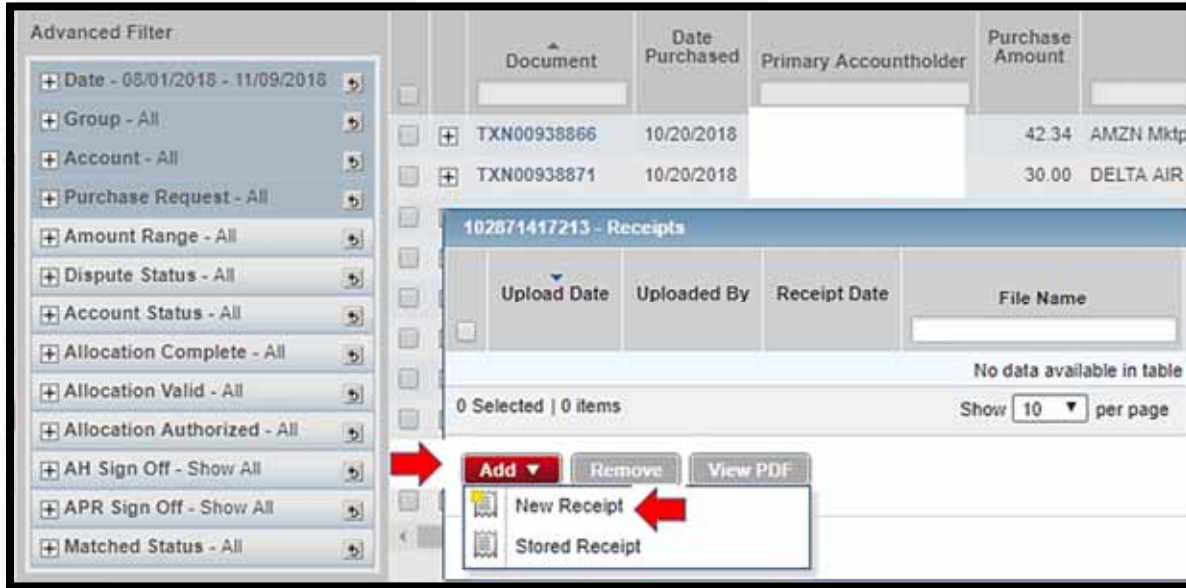 Advanced Filter
Date - 08/01/2018 - 11/09/2018
Group - All
Account - All
Purchase Request - All
Amount Range - All
Dispute Status - All
Account Status - All
Allocation Complete - All
Allocation Valid - All
Allocation Authorized - All
AH Sign Off - Show All
APR Sign Off - Show All
Matched Status - All
Document
Date
Purchased
Primary Accountholder
Purchase
Amount
TXN00938866 10/20/2018 42.34 AMZN Mktp
TXN00938871 10/20/2018 30.00 DELTA AIR
102871417213 - Receipts
Upload Date Uploaded By Receipt Date File Name
No data available in table
0 Selected | 0 items Show 10 per page
Add Remove View PDF
New Receipt
Stored Receipt